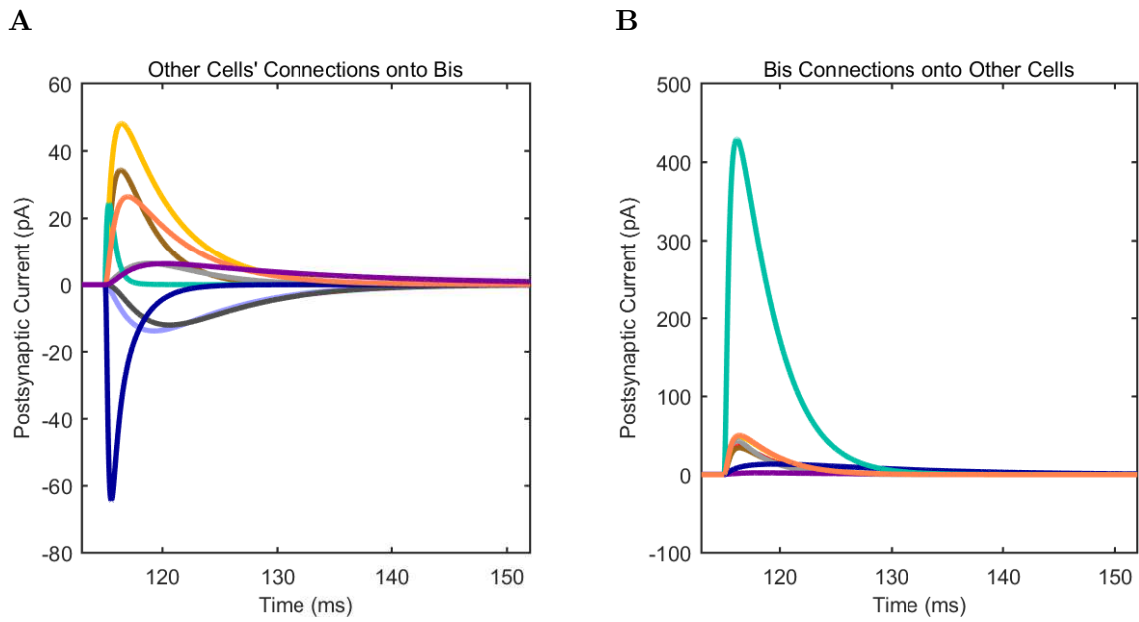 A
Other Cells' Connections onto Bis
60
40
20
0
-20
-40
-60
-80
Postsynaptic Current (pA)
120
130
140
150
Time (ms)
B
Bis Connections onto Other Cells
500
400
300
200
100
0
-100
Postsynaptic Current (pA)
120
130
140
150
Time (ms)